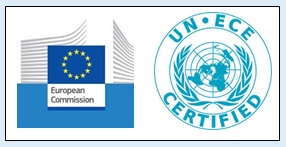 European
Commission
UN • ECE
CERTIFIED